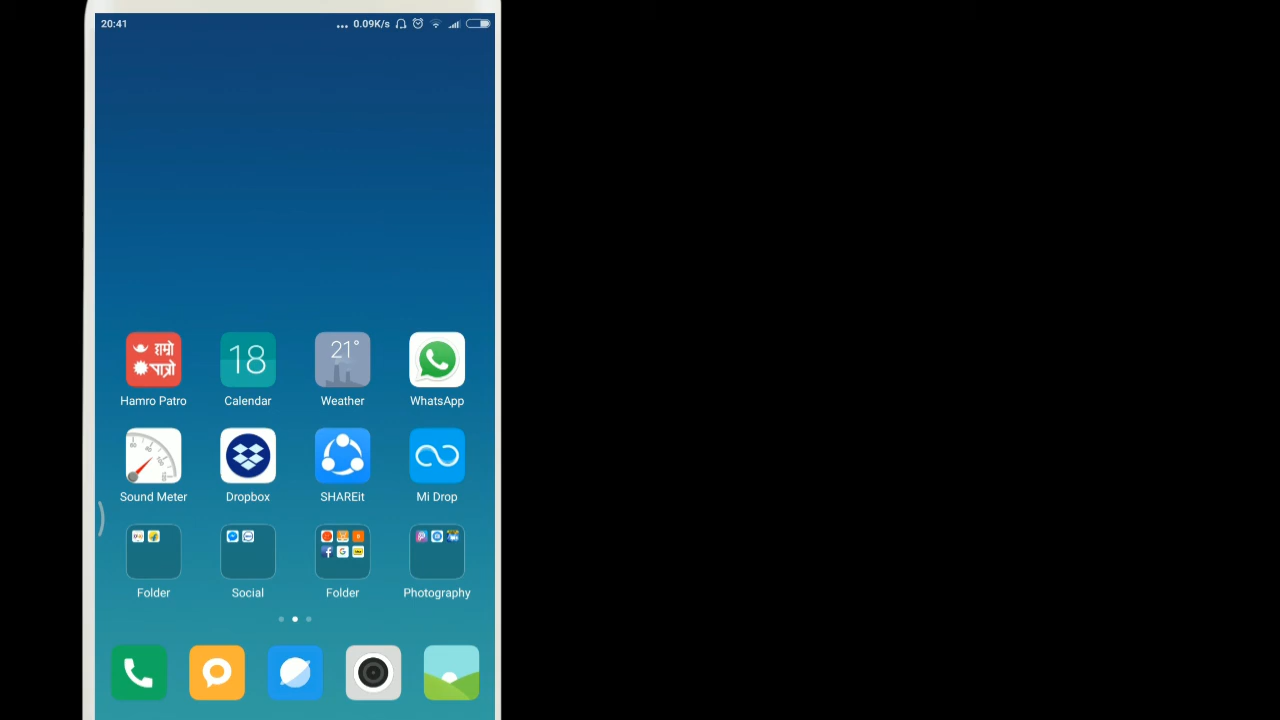 20:41
... 0.09K/s
हाम्रो
पात्रो
18
21°
Hamro Patro
Calendar
Weather
WhatsApp
Sound Meter
Dropbox
SHAREit
Mi Drop
Folder
Social
Folder
Photography